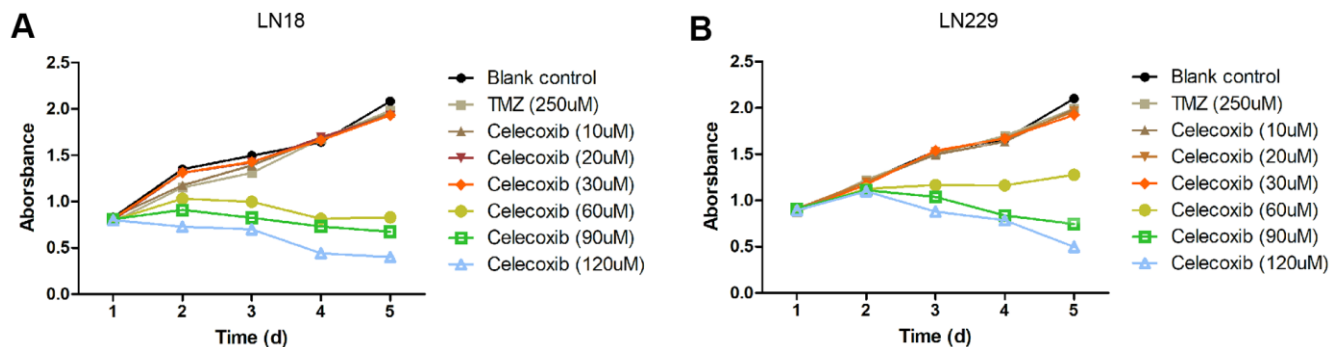 A
LN18
Aborsbance
2.5
2.0
1.5
1.0
0.5
0.0
1 2 3 4 5
Time (d)
Blank control
TMZ (250uM)
Celecoxib (10uM)
Celecoxib (20uM)
Celecoxib (30uM)
Celecoxib (60uM)
Celecoxib (90uM)
Celecoxib (120uM)
B
LN229
Aborsbance
2.5
2.0
1.5
1.0
0.5
0.0
1 2 3 4 5
Time (d)
Blank control
TMZ (250uM)
Celecoxib (10uM)
Celecoxib (20uM)
Celecoxib (30uM)
Celecoxib (60uM)
Celecoxib (90uM)
Celecoxib (120uM)